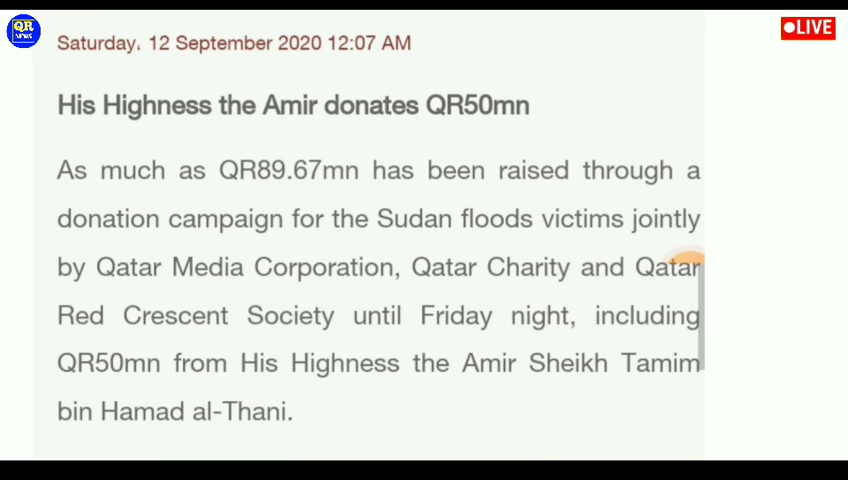 QR
NEWS
LIVE
Saturday, 12 September 2020 12:07 AM
His Highness the Amir donates QR50mn
As much as QR89.67mn has been raised through a
donation campaign for the Sudan floods victims jointly
by Qatar Media Corporation, Qatar Charity and Qatar
Red Crescent Society until Friday night, including
QR50mn from His Highness the Amir Sheikh Tamim
bin Hamad al-Thani.